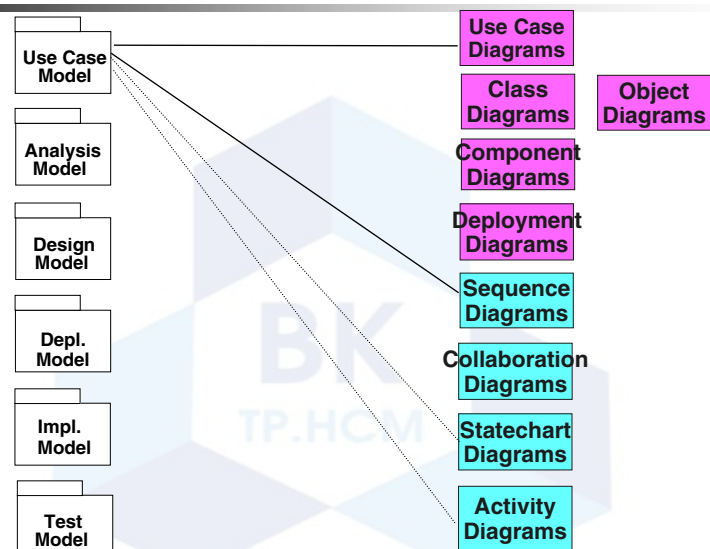 Use Case
Model
Analysis
Model
Design
Model
Depl.
Model
Impl.
Model
Test
Model
Use Case
Diagrams
Class
Diagrams
Object
Diagrams
Component
Diagrams
Deployment
Diagrams
Sequence
Diagrams
Collaboration
Diagrams
Statechart
Diagrams
Activity
Diagrams
BK
TP.HCM